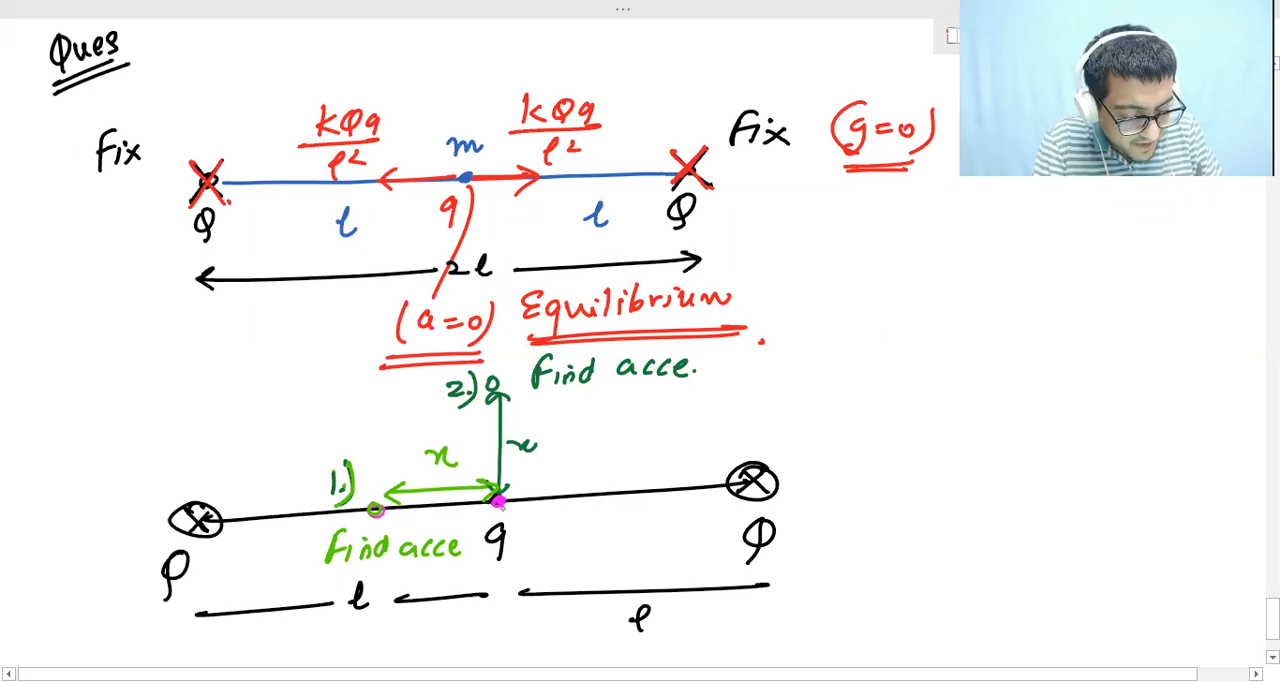 Ques
Fix
kQq
l²
m
kQq
l²
Fix (g=0)
Q
l
q
l
Q
2l
(a=0) Equilibrium.
2.) Find acce.
x
1.)
x
Find acce
q
Q
Q
l
l